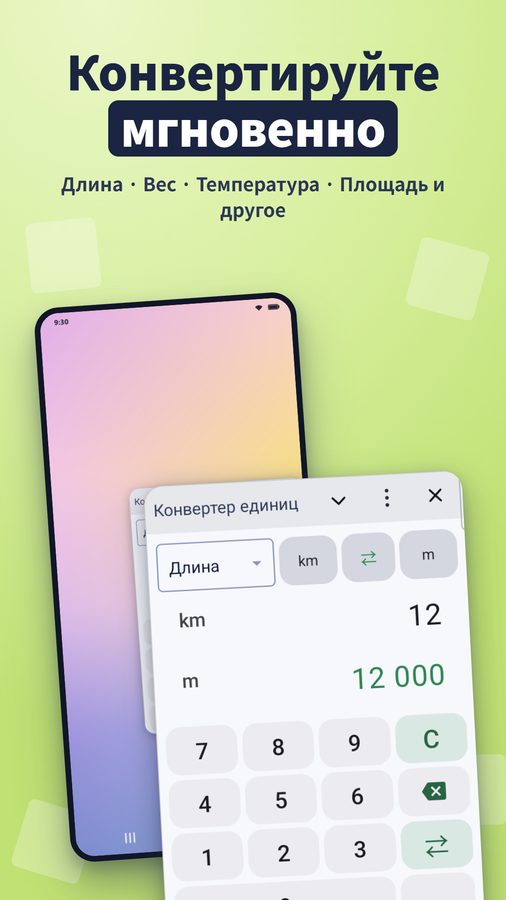 Конвертируйте
мгновенно
Длина · Вес · Температура · Площадь и
другое
9:30
Конвертер единиц
Длина
km
m
km
12
m
12 000
7
8
9
C
4
5
6
1
2
3